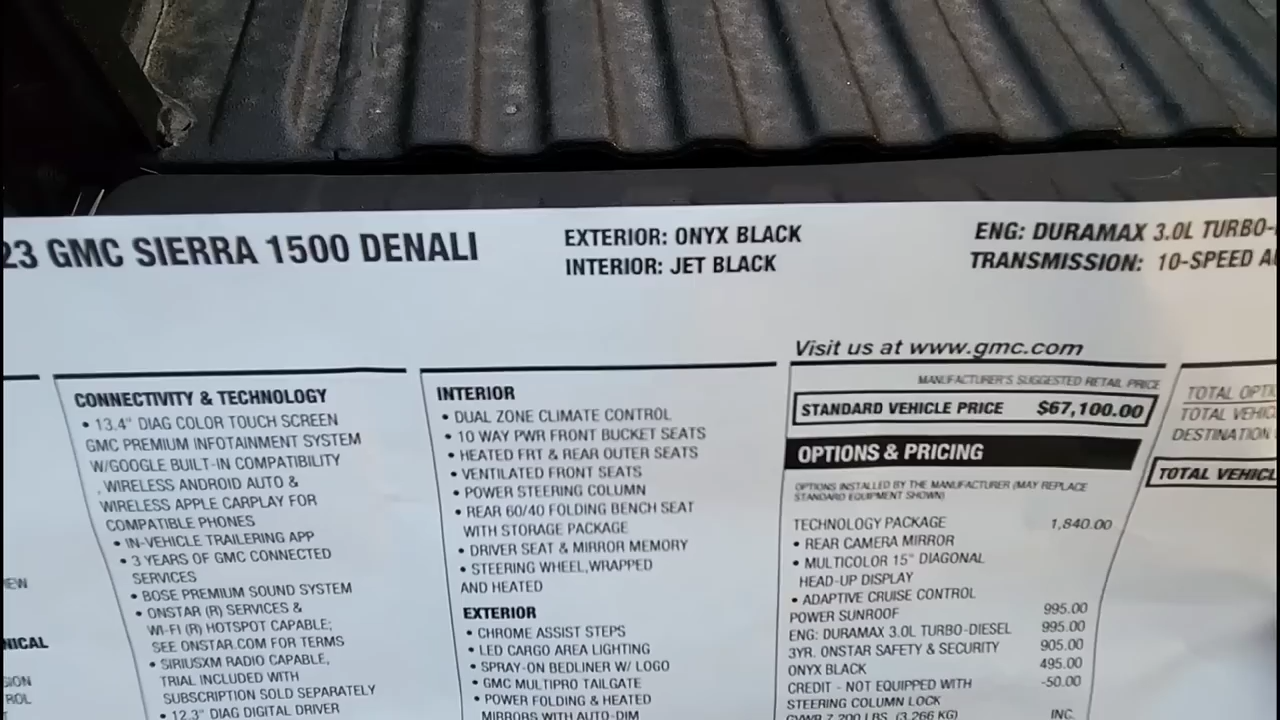 23 GMC SIERRA 1500 DENALI
EXTERIOR: ONYX BLACK
INTERIOR: JET BLACK
ENG: DURAMAX 3.0L TURBO-
TRANSMISSION: 10-SPEED
CONNECTIVITY & TECHNOLOGY
• 13.4" DIAG COLOR TOUCH SCREEN
GMC PREMIUM INFOTAINMENT SYSTEM
W/GOOGLE BUILT-IN COMPATIBILITY
, WIRELESS ANDROID AUTO &
WIRELESS APPLE CARPLAY FOR
COMPATIBLE PHONES
• IN-VEHICLE TRAILERING APP
• 3 YEARS OF GMC CONNECTED
SERVICES
• BOSE PREMIUM SOUND SYSTEM
• ONSTAR (R) SERVICES &
WI-FI (R) HOTSPOT CAPABLE;
SEE ONSTAR.COM FOR TERMS
• SIRIUSXM RADIO CAPABLE,
TRIAL INCLUDED WITH
SUBSCRIPTION SOLD SEPARATELY
• 12.3" DIAG DIGITAL DRIVER
INTERIOR
• DUAL ZONE CLIMATE CONTROL
• 10 WAY PWR FRONT BUCKET SEATS
• HEATED FRT & REAR OUTER SEATS
• VENTILATED FRONT SEATS
• POWER STEERING COLUMN
• REAR 60/40 FOLDING BENCH SEAT
WITH STORAGE PACKAGE
• DRIVER SEAT & MIRROR MEMORY
• STEERING WHEEL,WRAPPED
AND HEATED
EXTERIOR
• CHROME ASSIST STEPS
• LED CARGO AREA LIGHTING
• SPRAY-ON BEDLINER W/ LOGO
• GMC MULTIPRO TAILGATE
• POWER FOLDING & HEATED
MIRRORS WITH AUTO-DIM
Visit us at www.gmc.com
MANUFACTURER'S SUGGESTED RETAIL PRICE
STANDARD VEHICLE PRICE $67,100.00
OPTIONS & PRICING
OPTIONS INSTALLED BY THE MANUFACTURER (MAY REPLACE
STANDARD EQUIPMENT SHOWN)
TECHNOLOGY PACKAGE 1,840.00
• REAR CAMERA MIRROR
• MULTICOLOR 15" DIAGONAL
HEAD-UP DISPLAY
• ADAPTIVE CRUISE CONTROL
POWER SUNROOF 995.00
ENG: DURAMAX 3.0L TURBO-DIESEL 995.00
3YR. ONSTAR SAFETY & SECURITY 905.00
ONYX BLACK 495.00
CREDIT - NOT EQUIPPED WITH -50.00
STEERING COLUMN LOCK
GVWR 7,200 LBS. (3,266 KG) INC.
TOTAL OPTI
TOTAL VEHIC
DESTINATION
TOTAL VEHICL